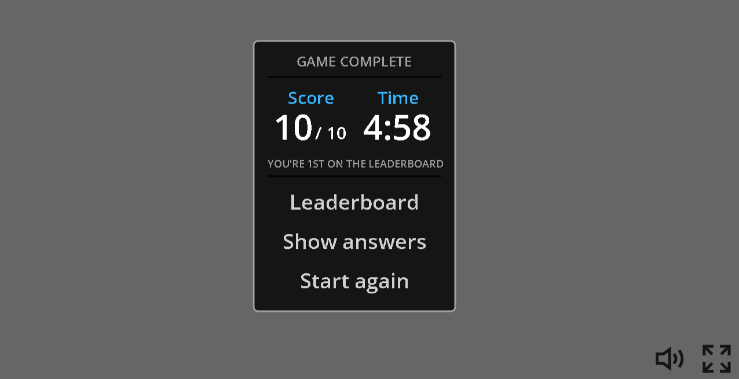 GAME COMPLETE
Score Time
10 / 10 4:58
YOU'RE 1ST ON THE LEADERBOARD
Leaderboard
Show answers
Start again